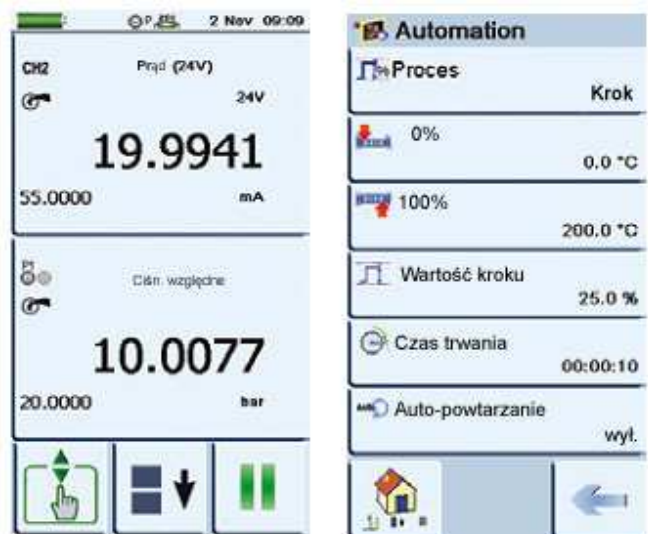 2 Nov 09:09
CH2 Prąd (24V)
24V
19.9941
55.0000 mA
Ciśn. względne
10.0077
20.0000 bar
Automation
Proces
Krok
0%
0.0 °C
100%
200.0 °C
Wartość kroku
25.0 %
Czas trwania
00:00:10
Auto-powtarzanie
wył.